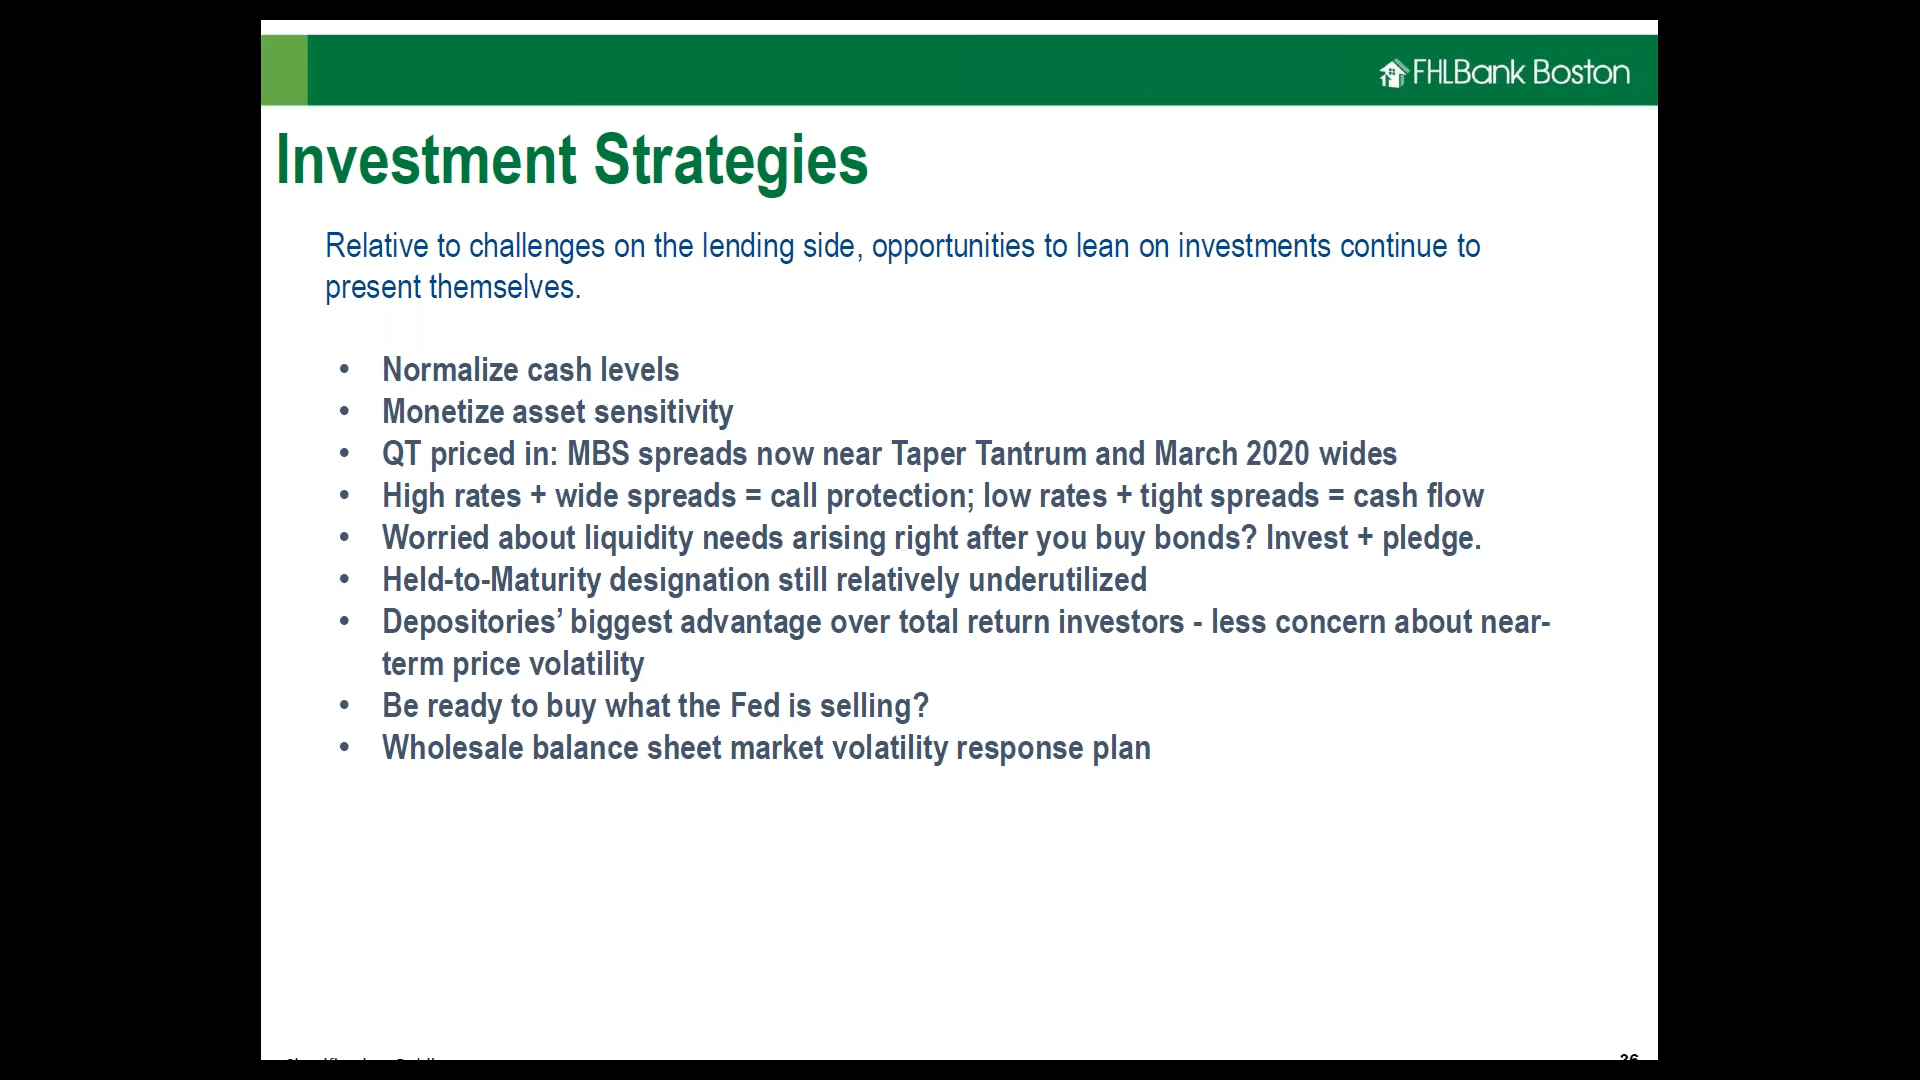 FHLBank Boston
Investment Strategies
Relative to challenges on the lending side, opportunities to lean on investments continue to
present themselves.
• Normalize cash levels
• Monetize asset sensitivity
• QT priced in: MBS spreads now near Taper Tantrum and March 2020 wides
• High rates + wide spreads = call protection; low rates + tight spreads = cash flow
• Worried about liquidity needs arising right after you buy bonds? Invest + pledge.
• Held-to-Maturity designation still relatively underutilized
• Depositories’ biggest advantage over total return investors - less concern about near-
term price volatility
• Be ready to buy what the Fed is selling?
• Wholesale balance sheet market volatility response plan